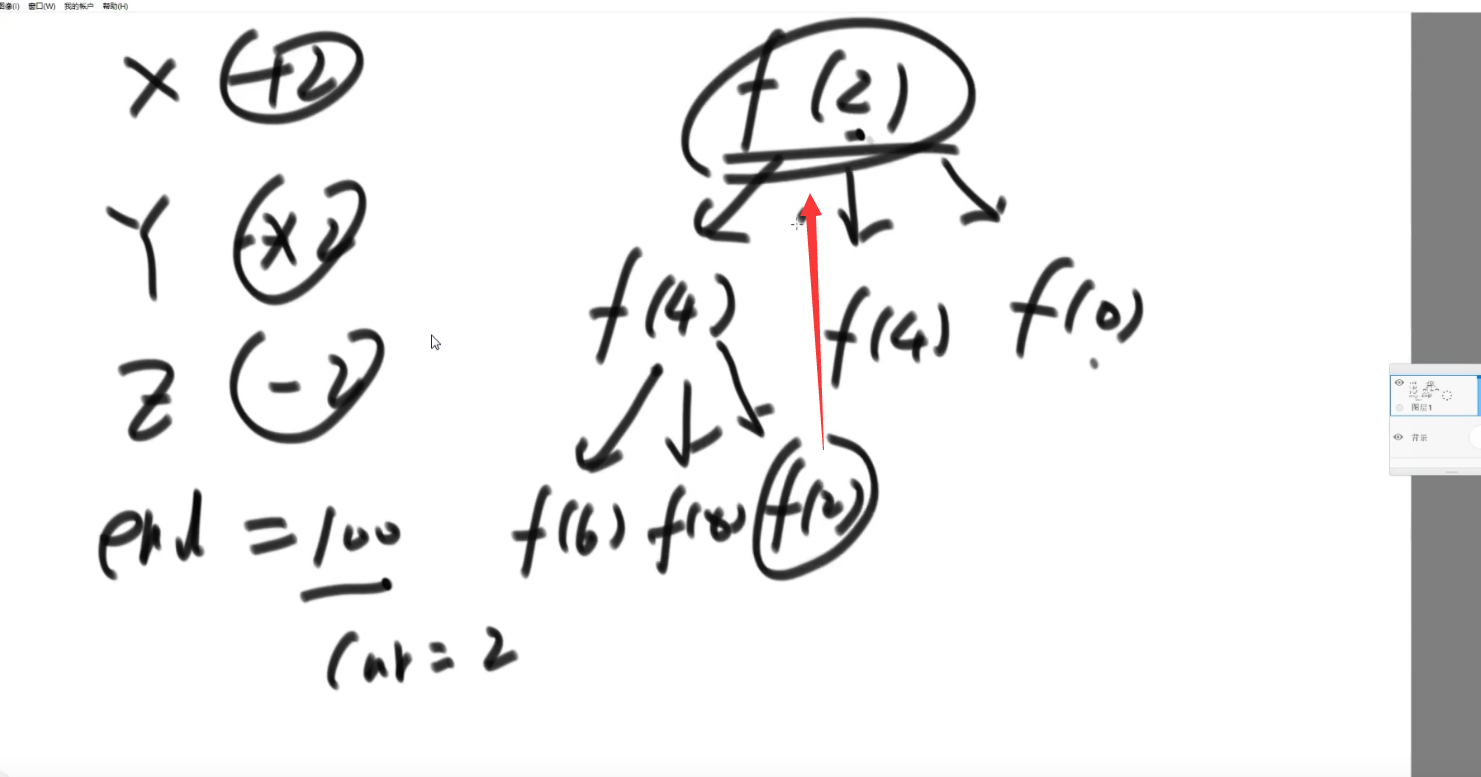 图像(I) 窗口(W) 我的帐户 帮助(H)
X +2
Y ×2
Z -2
end = 100
cur = 2
f(2)
f(4) f(4) f(0)
f(6) f(8) f(2)
图层1
背景